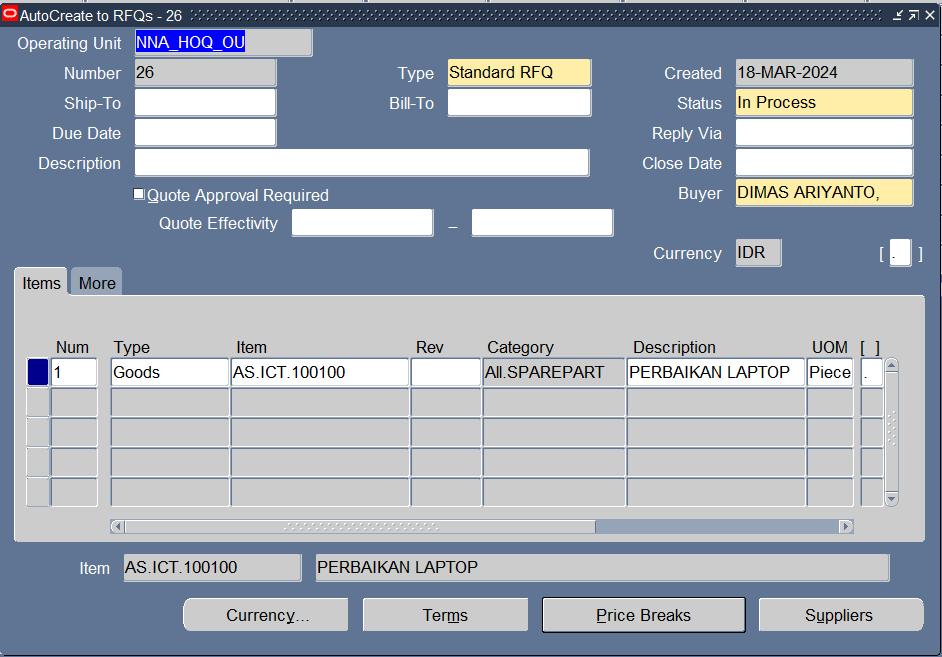 AutoCreate to RFQs - 26
Operating Unit NNA_HOQ_OU
Number 26 Type Standard RFQ Created 18-MAR-2024
Ship-To Bill-To Status In Process
Due Date Reply Via
Description Close Date
Quote Approval Required Buyer DIMAS ARIYANTO,
Quote Effectivity –
Currency IDR [ . ]
Items More
Num Type Item Rev Category Description UOM [ ]
1 Goods AS.ICT.100100 All.SPAREPART PERBAIKAN LAPTOP Piece .
Item AS.ICT.100100 PERBAIKAN LAPTOP
Currency... Terms Price Breaks Suppliers